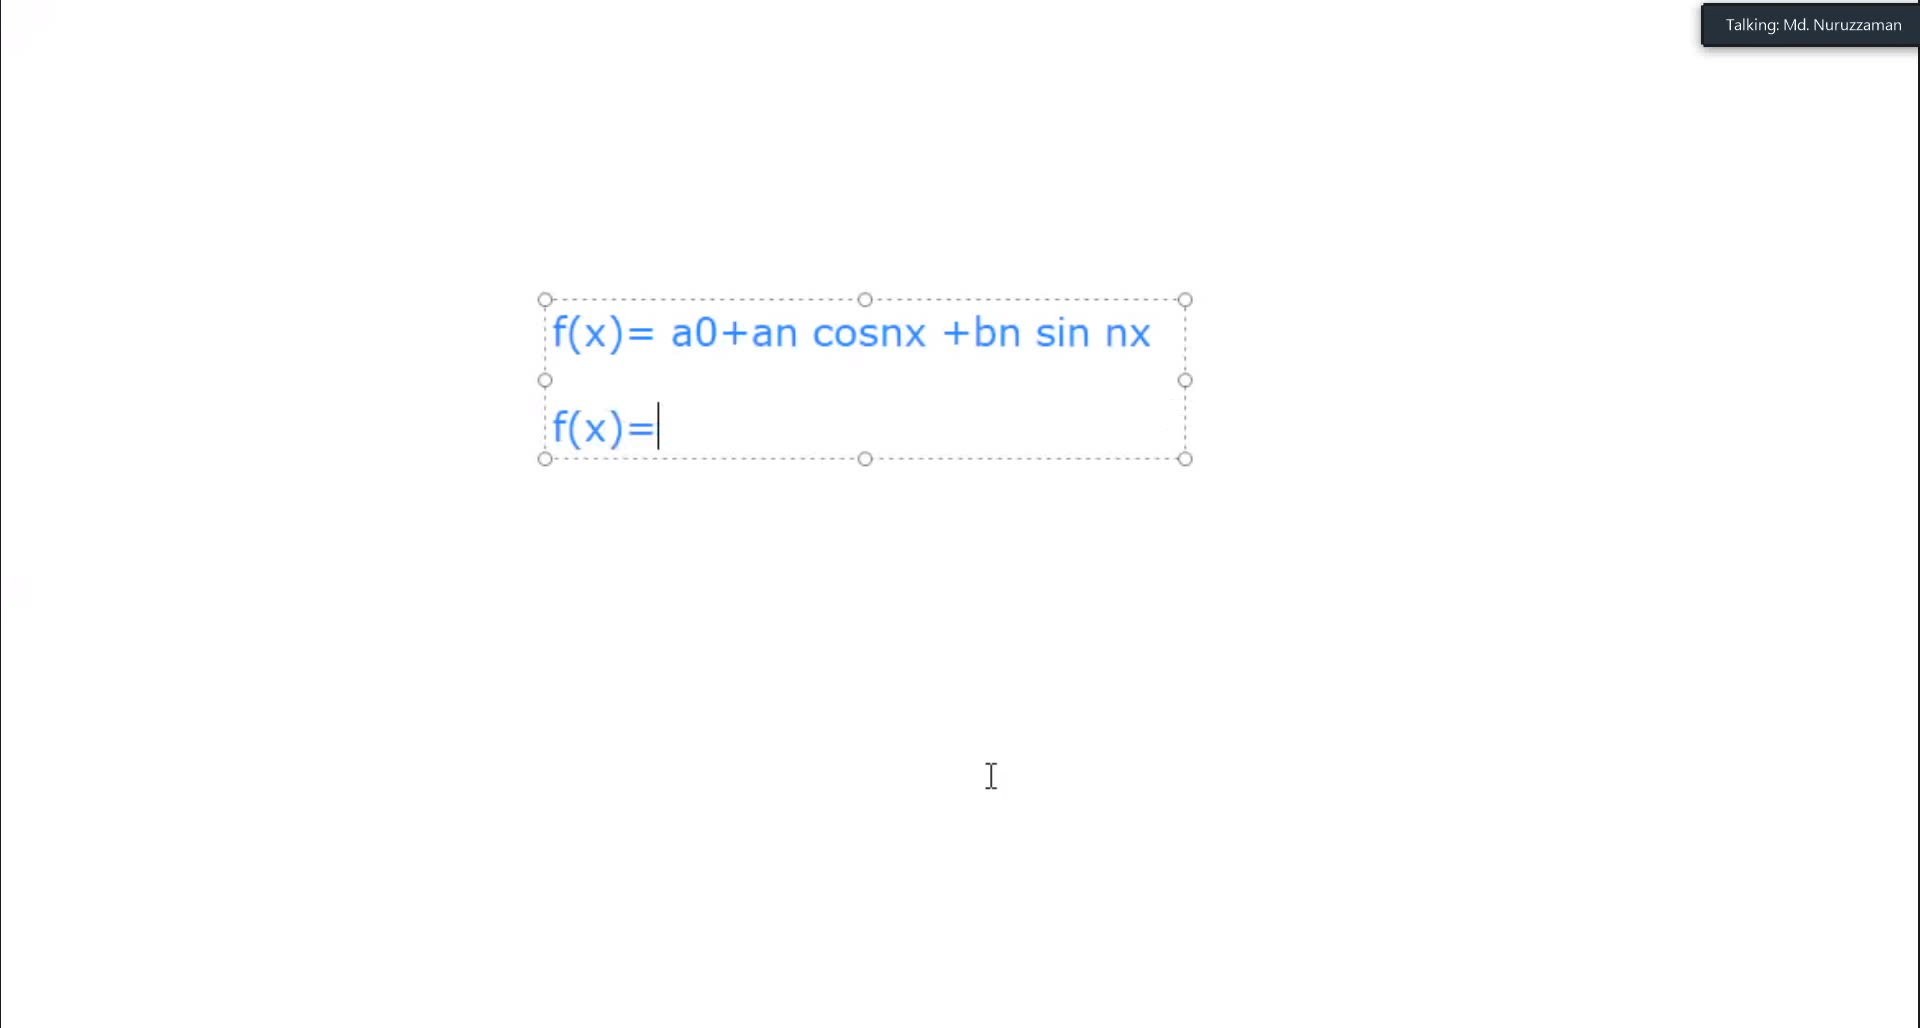 Talking: Md. Nuruzzaman
f(x)= a0+an cosnx +bn sin nx
f(x)=